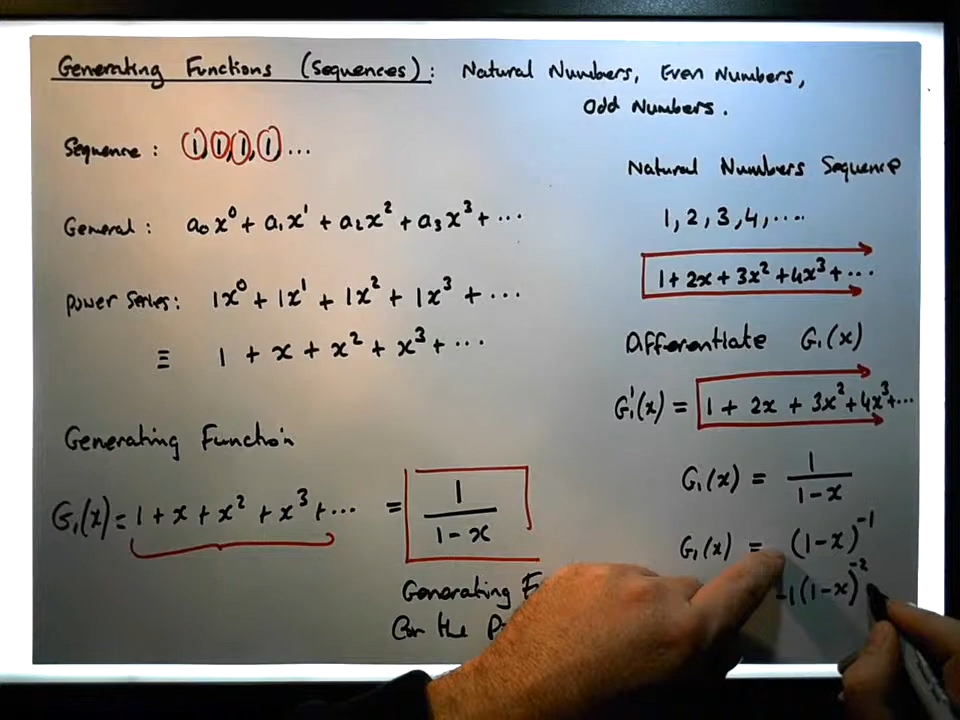 Generating Functions (Sequences): Natural Numbers, Even Numbers,
Odd Numbers.
Sequence: 1, 1, 1, 1, ...
General: a₀x⁰ + a₁x¹ + a₂x² + a₃x³ + ...
Power Series: 1x⁰ + 1x¹ + 1x² + 1x³ + ...
≡ 1 + x + x² + x³ + ...
Generating Function
G₁(x) = 1 + x + x² + x³ + ... = 1/(1-x)
Generating
For the
Natural Numbers Sequence
1, 2, 3, 4, ....
1 + 2x + 3x² + 4x³ + ...
Differentiate G₁(x)
G₁'(x) = 1 + 2x + 3x² + 4x³ + ...
G₁(x) = 1/(1-x)
G₁(x) = (1-x)⁻¹
-1(1-x)⁻²